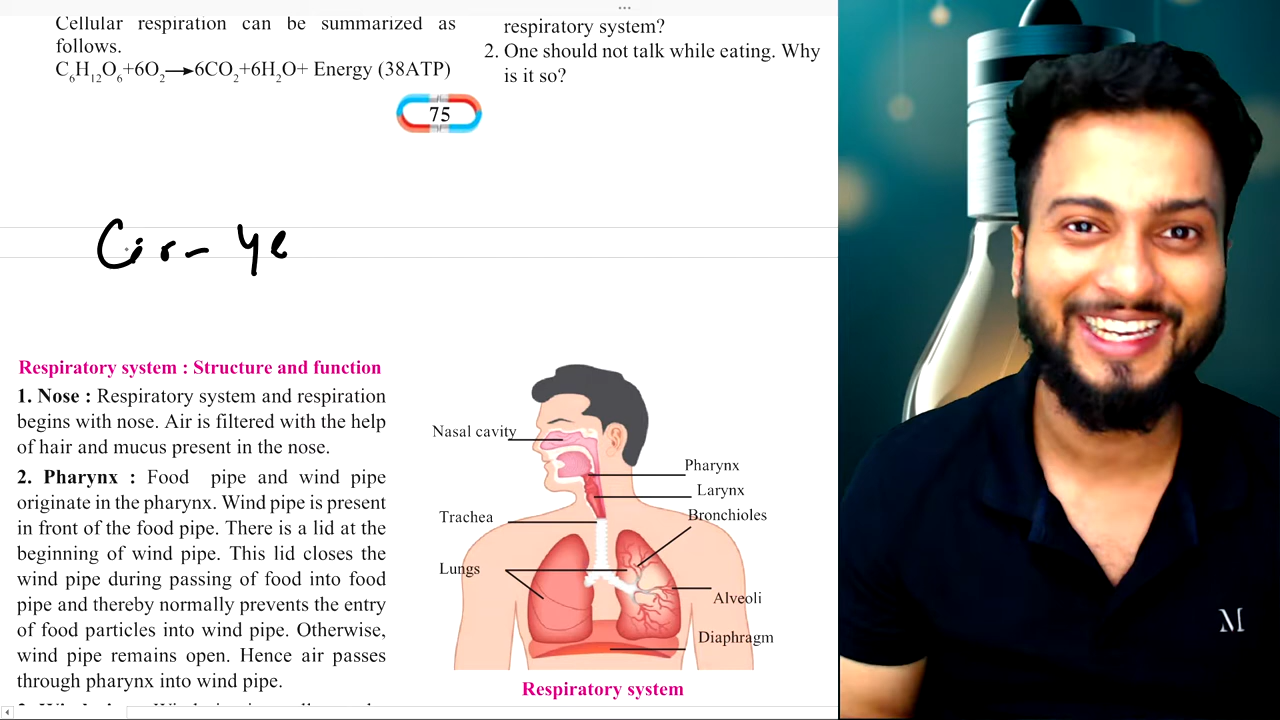 Cellular respiration can be summarized as
follows.
C₆H₁₂O₆+6O₂→6CO₂+6H₂O+ Energy (38ATP)
respiratory system?
2. One should not talk while eating. Why
is it so?
75
Respiratory system : Structure and function
1. Nose : Respiratory system and respiration
begins with nose. Air is filtered with the help
of hair and mucus present in the nose.
2. Pharynx : Food pipe and wind pipe
originate in the pharynx. Wind pipe is present
in front of the food pipe. There is a lid at the
beginning of wind pipe. This lid closes the
wind pipe during passing of food into food
pipe and thereby normally prevents the entry
of food particles into wind pipe. Otherwise,
wind pipe remains open. Hence air passes
through pharynx into wind pipe.
Nasal cavity
Pharynx
Larynx
Bronchioles
Trachea
Lungs
Alveoli
Diaphragm
Respiratory system
M